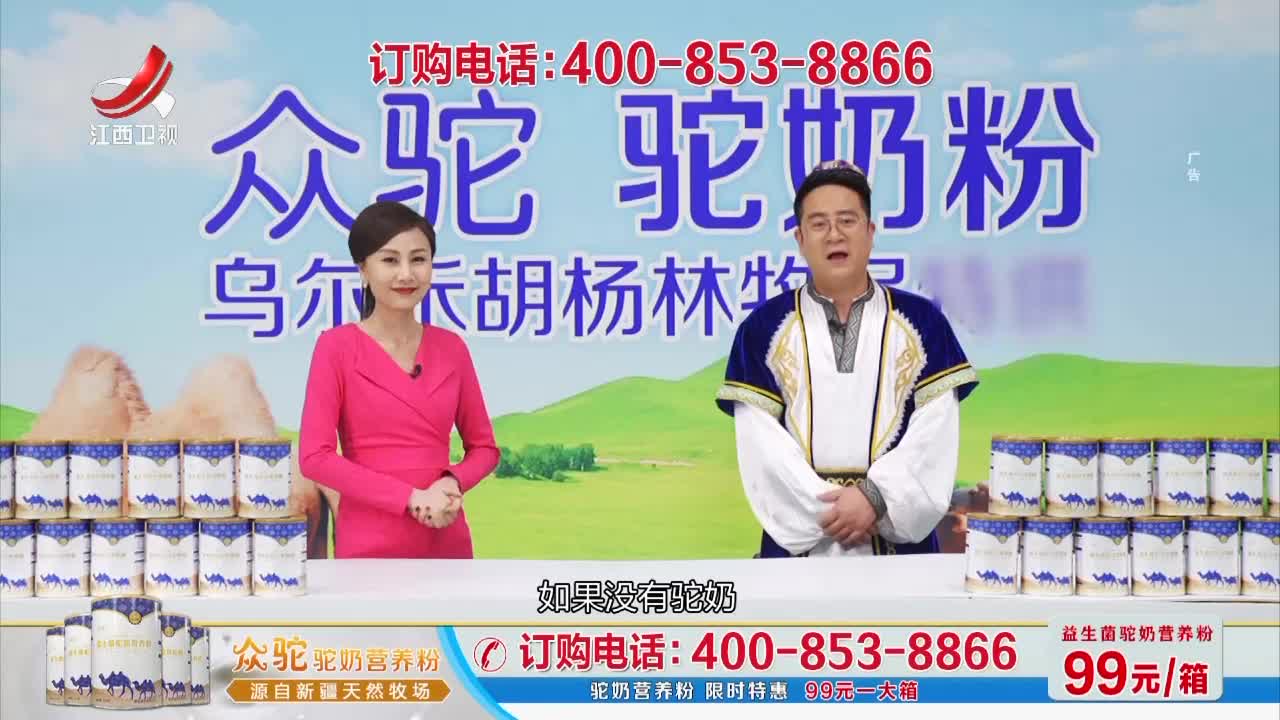 订购电话:400-853-8866
江西卫视
广告
众驼 驼奶粉
乌尔禾胡杨林牧场
如果没有驼奶
众驼 驼奶营养粉
源自新疆天然牧场
订购电话:400-853-8866
驼奶营养粉 限时特惠 99元一大箱
益生菌驼奶营养粉
99元/箱